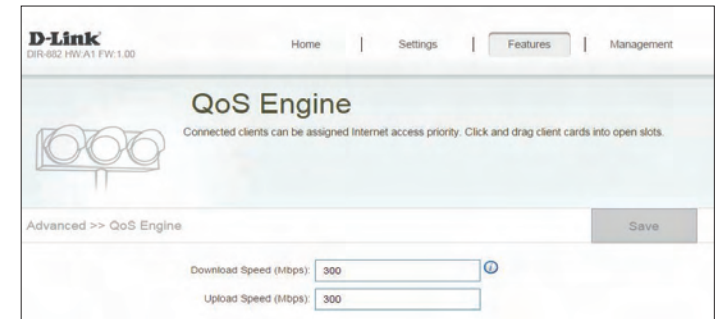 D-Link
DIR-882 HW:A1 FW:1.00
Home | Settings | Features | Management
QoS Engine
Connected clients can be assigned Internet access priority. Click and drag client cards into open slots.
Advanced >> QoS Engine
Save
Download Speed (Mbps): 300
Upload Speed (Mbps): 300